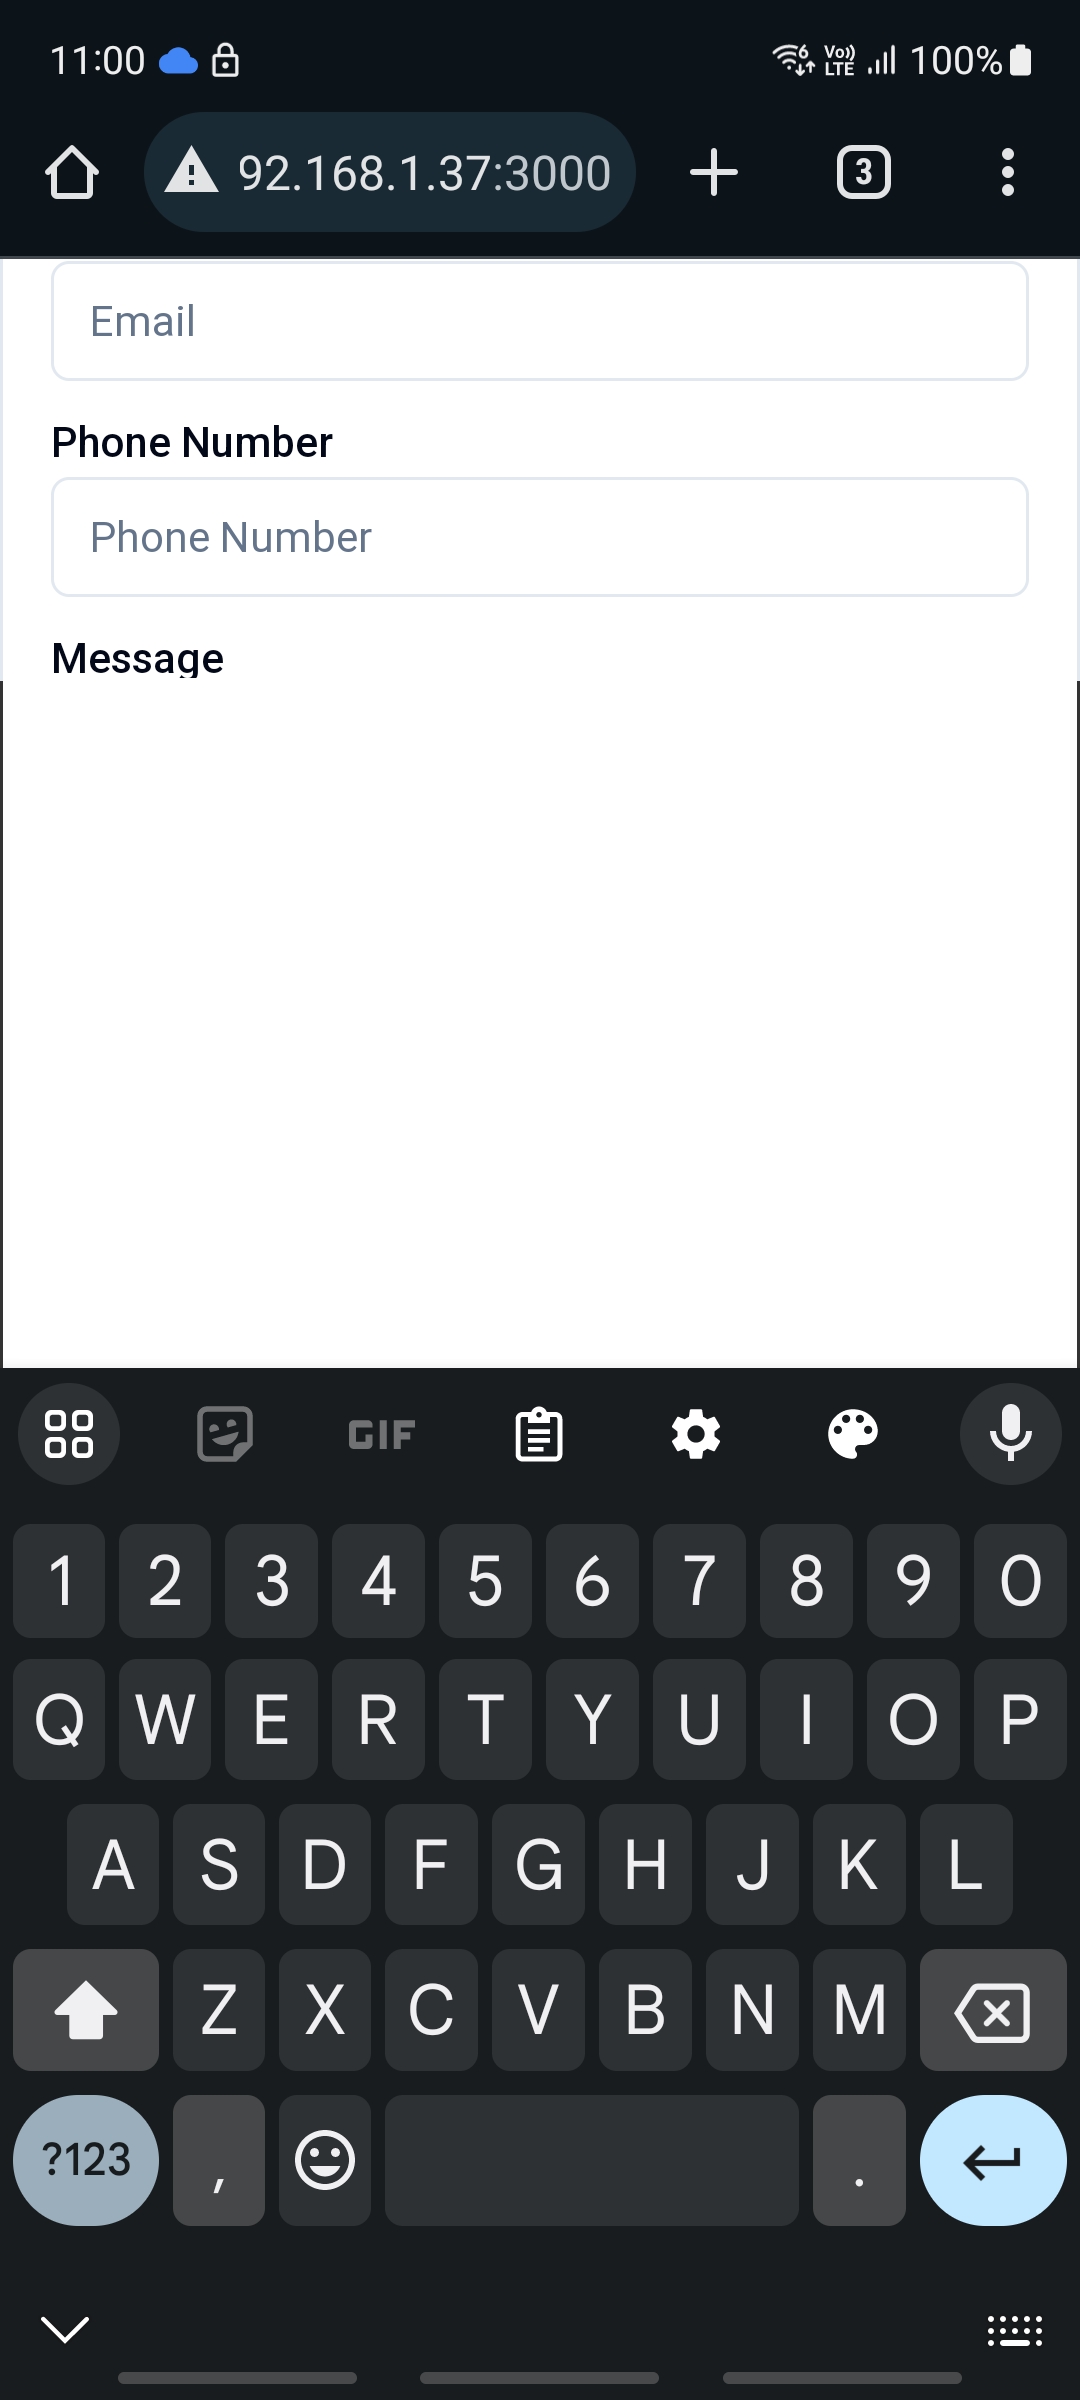 11:00 Vo)) LTE 100%
92.168.1.37:3000 3
Email
Phone Number
Phone Number
Message
GIF
1 2 3 4 5 6 7 8 9 0
Q W E R T Y U I O P
A S D F G H J K L
Z X C V B N M
?123 , .